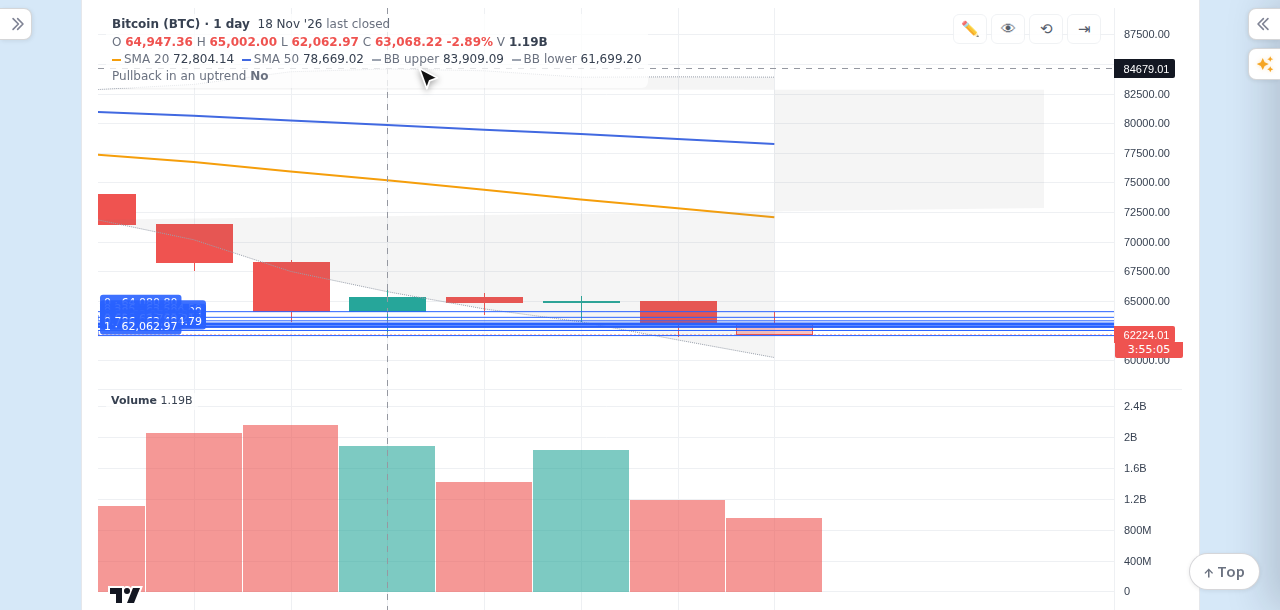 Bitcoin (BTC) · 1 day 18 Nov '26 last closed
O 64,947.36 H 65,002.00 L 62,062.97 C 63,068.22 -2.89% V 1.19B
SMA 20 72,804.14 SMA 50 78,669.02 BB upper 83,909.09 BB lower 61,699.20
Pullback in an uptrend No
87500.00
84679.01
82500.00
80000.00
77500.00
75000.00
72500.00
70000.00
67500.00
65000.00
62224.01
3:55:05
60000.00
1 · 62,062.97
Volume 1.19B
2.4B
2B
1.6B
1.2B
800M
400M
0
↑ Top